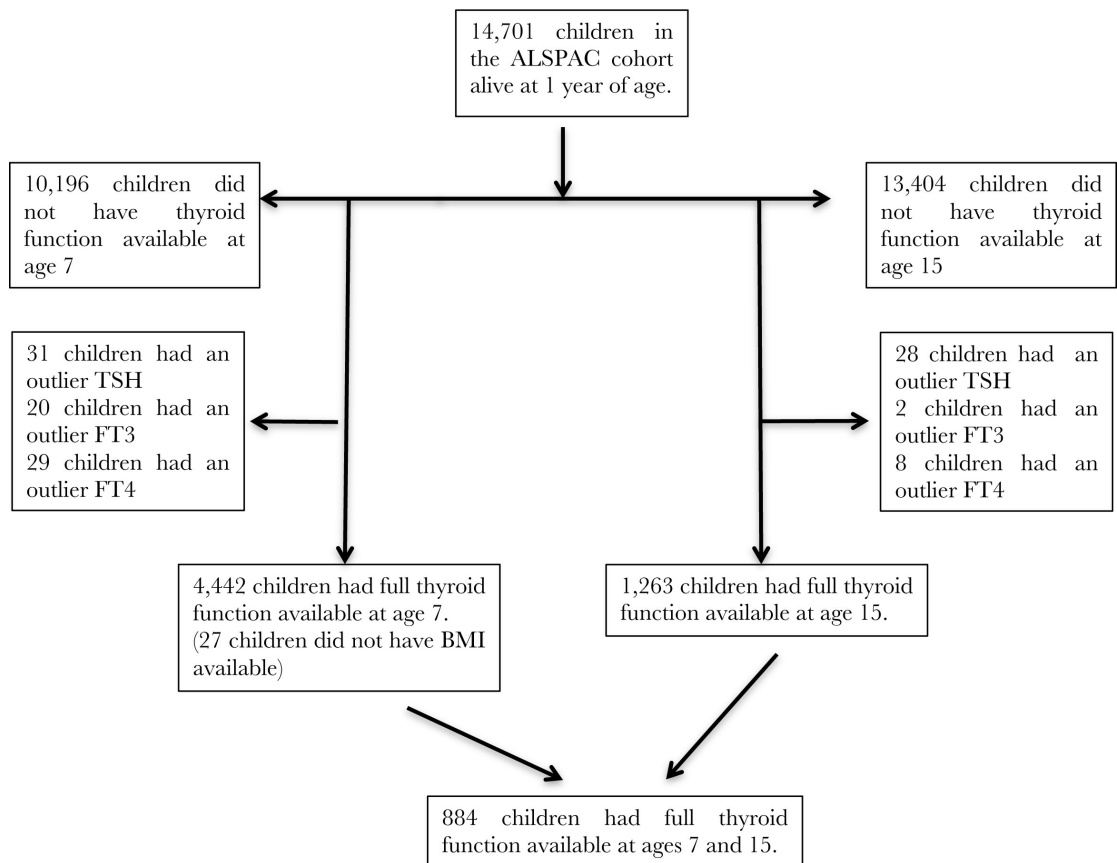 14,701 children in
the ALSPAC cohort
alive at 1 year of age.
10,196 children did
not have thyroid
function available at
age 7
13,404 children did
not have thyroid
function available at
age 15
31 children had an
outlier TSH
20 children had an
outlier FT3
29 children had an
outlier FT4
28 children had an
outlier TSH
2 children had an
outlier FT3
8 children had an
outlier FT4
4,442 children had full thyroid
function available at age 7.
(27 children did not have BMI
available)
1,263 children had full thyroid
function available at age 15.
884 children had full thyroid
function available at ages 7 and 15.